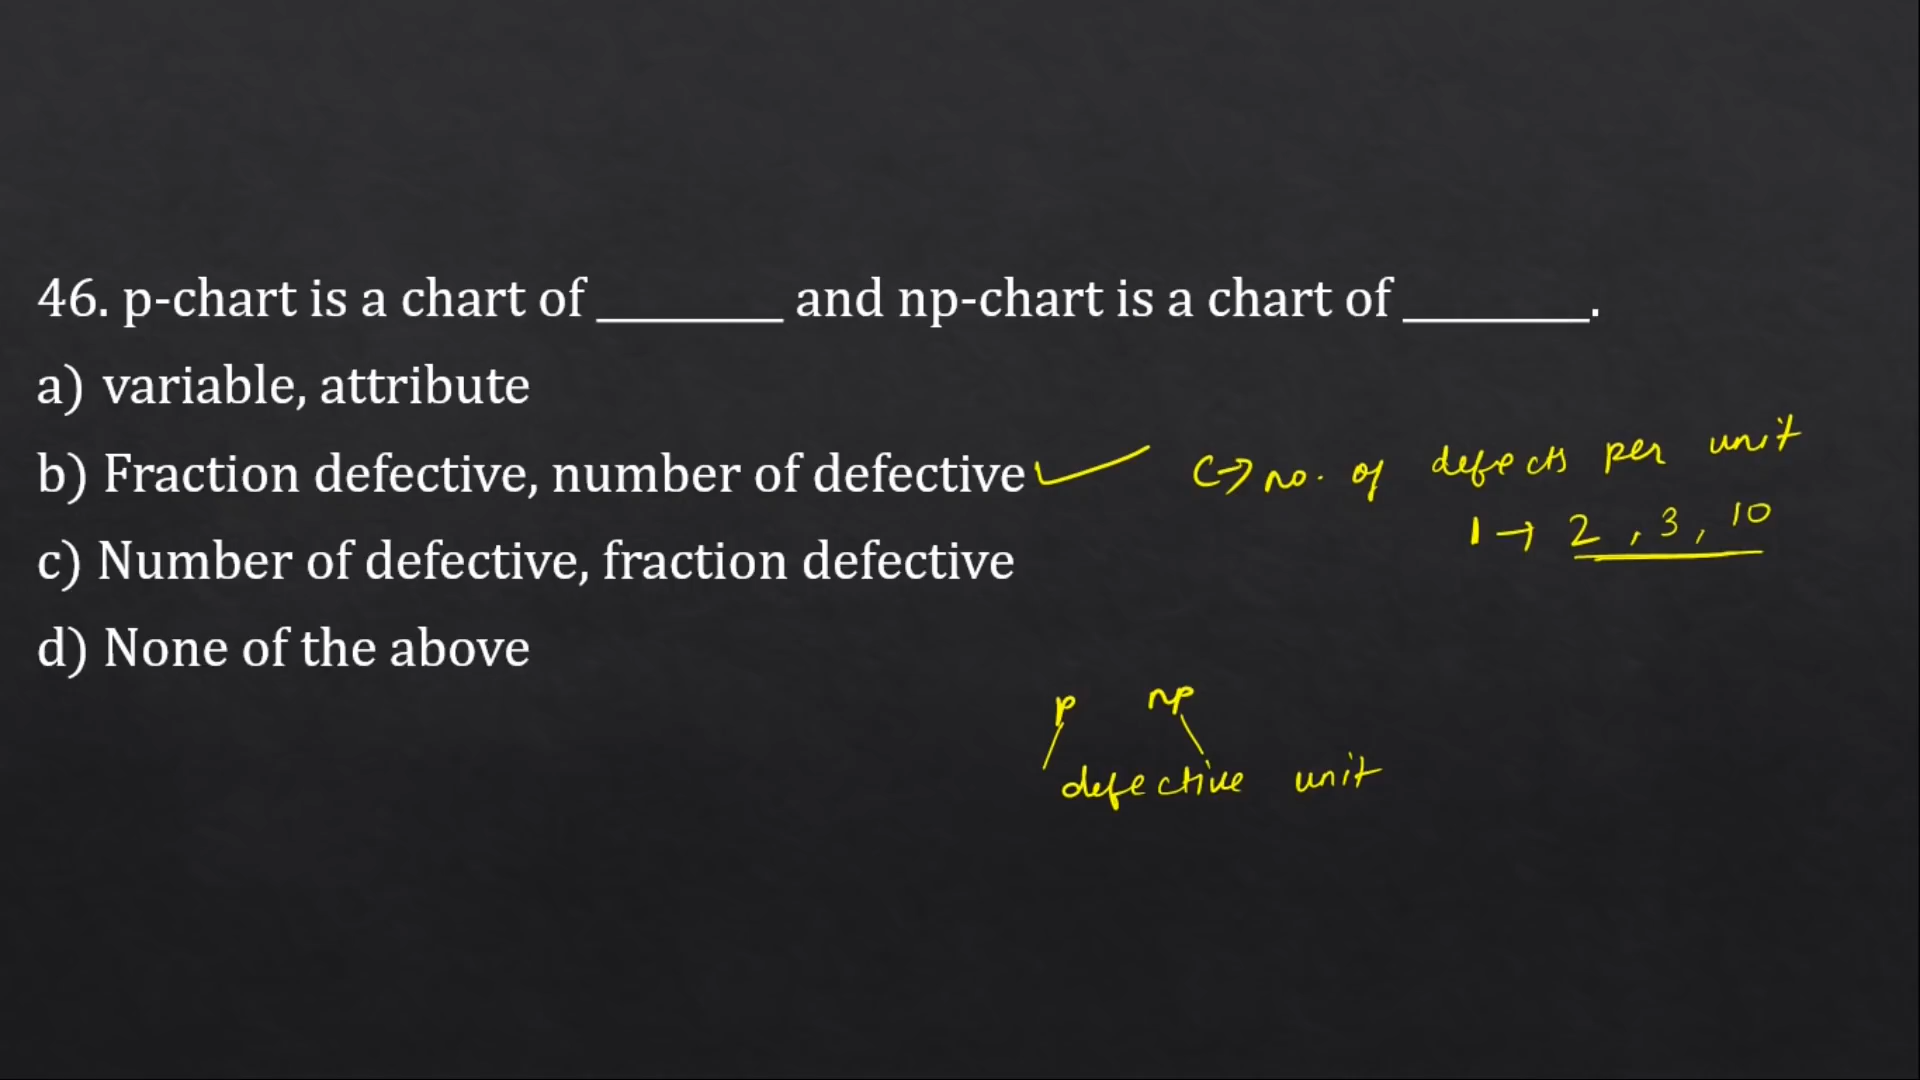 46. p-chart is a chart of ________ and np-chart is a chart of ________.
a) variable, attribute
b) Fraction defective, number of defective ✓ C→ no. of defects per unit
1 → 2 , 3 , 10
c) Number of defective, fraction defective
d) None of the above
p np
defective unit